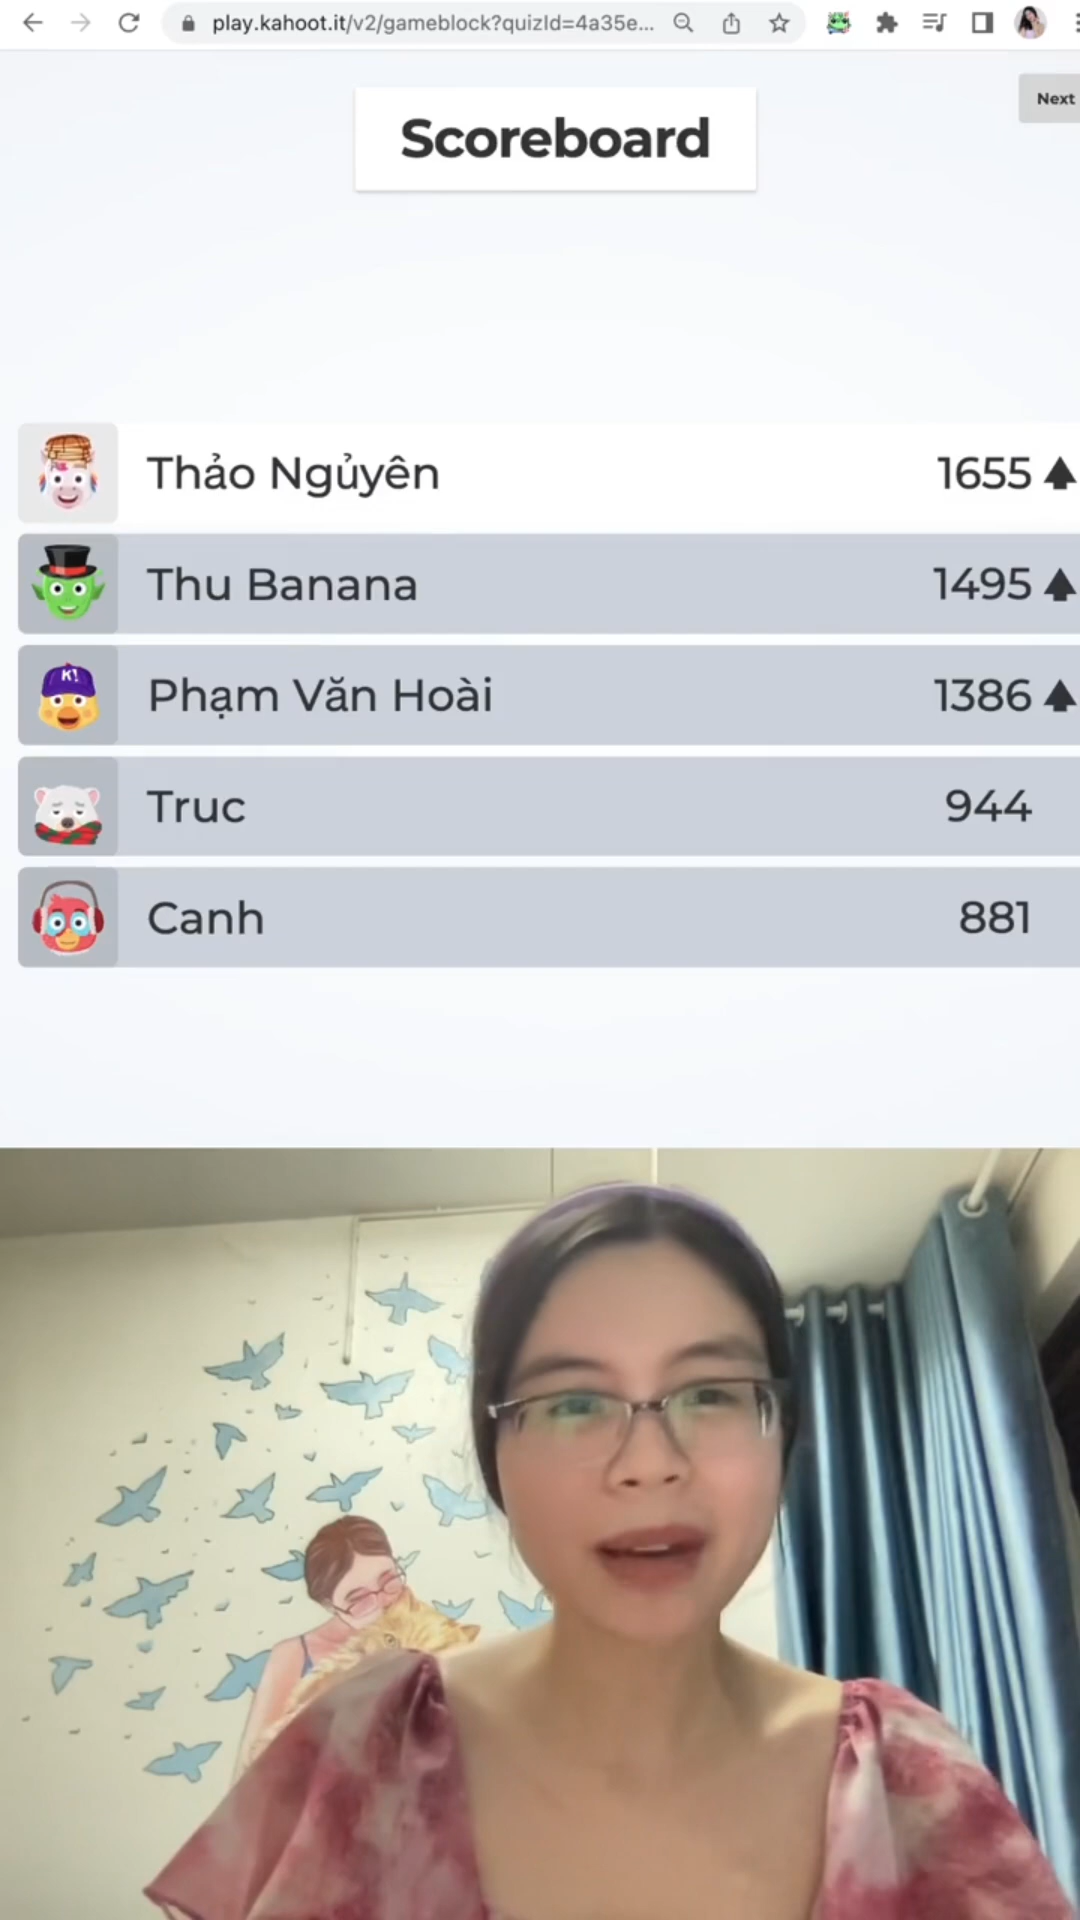 play.kahoot.it/v2/gameblock?quizId=4a35e...
Next
Scoreboard
Thảo Ngủyên 1655
Thu Banana 1495
K!
Phạm Văn Hoài 1386
Truc 944
Canh 881